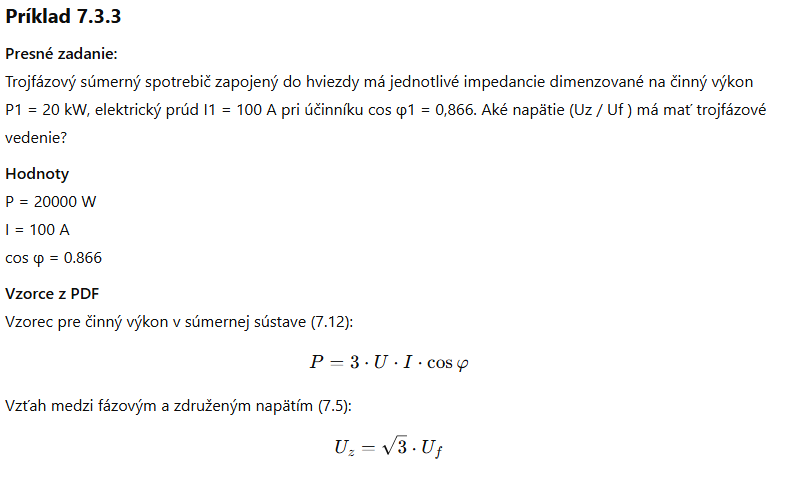 Príklad 7.3.3
Presné zadanie:
Trojfázový súmerný spotrebič zapojený do hviezdy má jednotlivé impedancie dimenzované na činný výkon
P1 = 20 kW, elektrický prúd I1 = 100 A pri účinníku cos φ1 = 0,866. Aké napätie (Uz / Uf ) má mať trojfázové
vedenie?
Hodnoty
P = 20000 W
I = 100 A
cos φ = 0.866
Vzorce z PDF
Vzorec pre činný výkon v súmernej sústave (7.12):
P = 3 · U · I · cos φ
Vzťah medzi fázovým a združeným napätím (7.5):
U_z = √3 · U_f